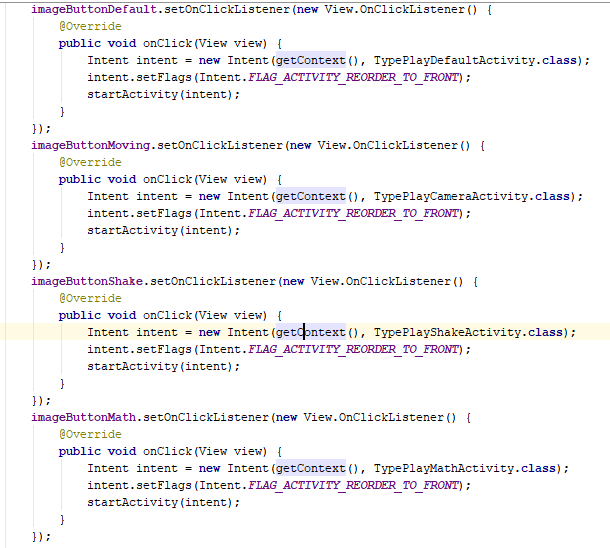 imageButtonDefault.setOnClickListener(new View.OnClickListener() {
    @Override
    public void onClick(View view) {
        Intent intent = new Intent(getContext(), TypePlayDefaultActivity.class);
        intent.setFlags(Intent.FLAG_ACTIVITY_REORDER_TO_FRONT);
        startActivity(intent);
    }
});
imageButtonMoving.setOnClickListener(new View.OnClickListener() {
    @Override
    public void onClick(View view) {
        Intent intent = new Intent(getContext(), TypePlayCameraActivity.class);
        intent.setFlags(Intent.FLAG_ACTIVITY_REORDER_TO_FRONT);
        startActivity(intent);
    }
});
imageButtonShake.setOnClickListener(new View.OnClickListener() {
    @Override
    public void onClick(View view) {
        Intent intent = new Intent(getContext(), TypePlayShakeActivity.class);
        intent.setFlags(Intent.FLAG_ACTIVITY_REORDER_TO_FRONT);
        startActivity(intent);
    }
});
imageButtonMath.setOnClickListener(new View.OnClickListener() {
    @Override
    public void onClick(View view) {
        Intent intent = new Intent(getContext(), TypePlayMathActivity.class);
        intent.setFlags(Intent.FLAG_ACTIVITY_REORDER_TO_FRONT);
        startActivity(intent);
    }
});